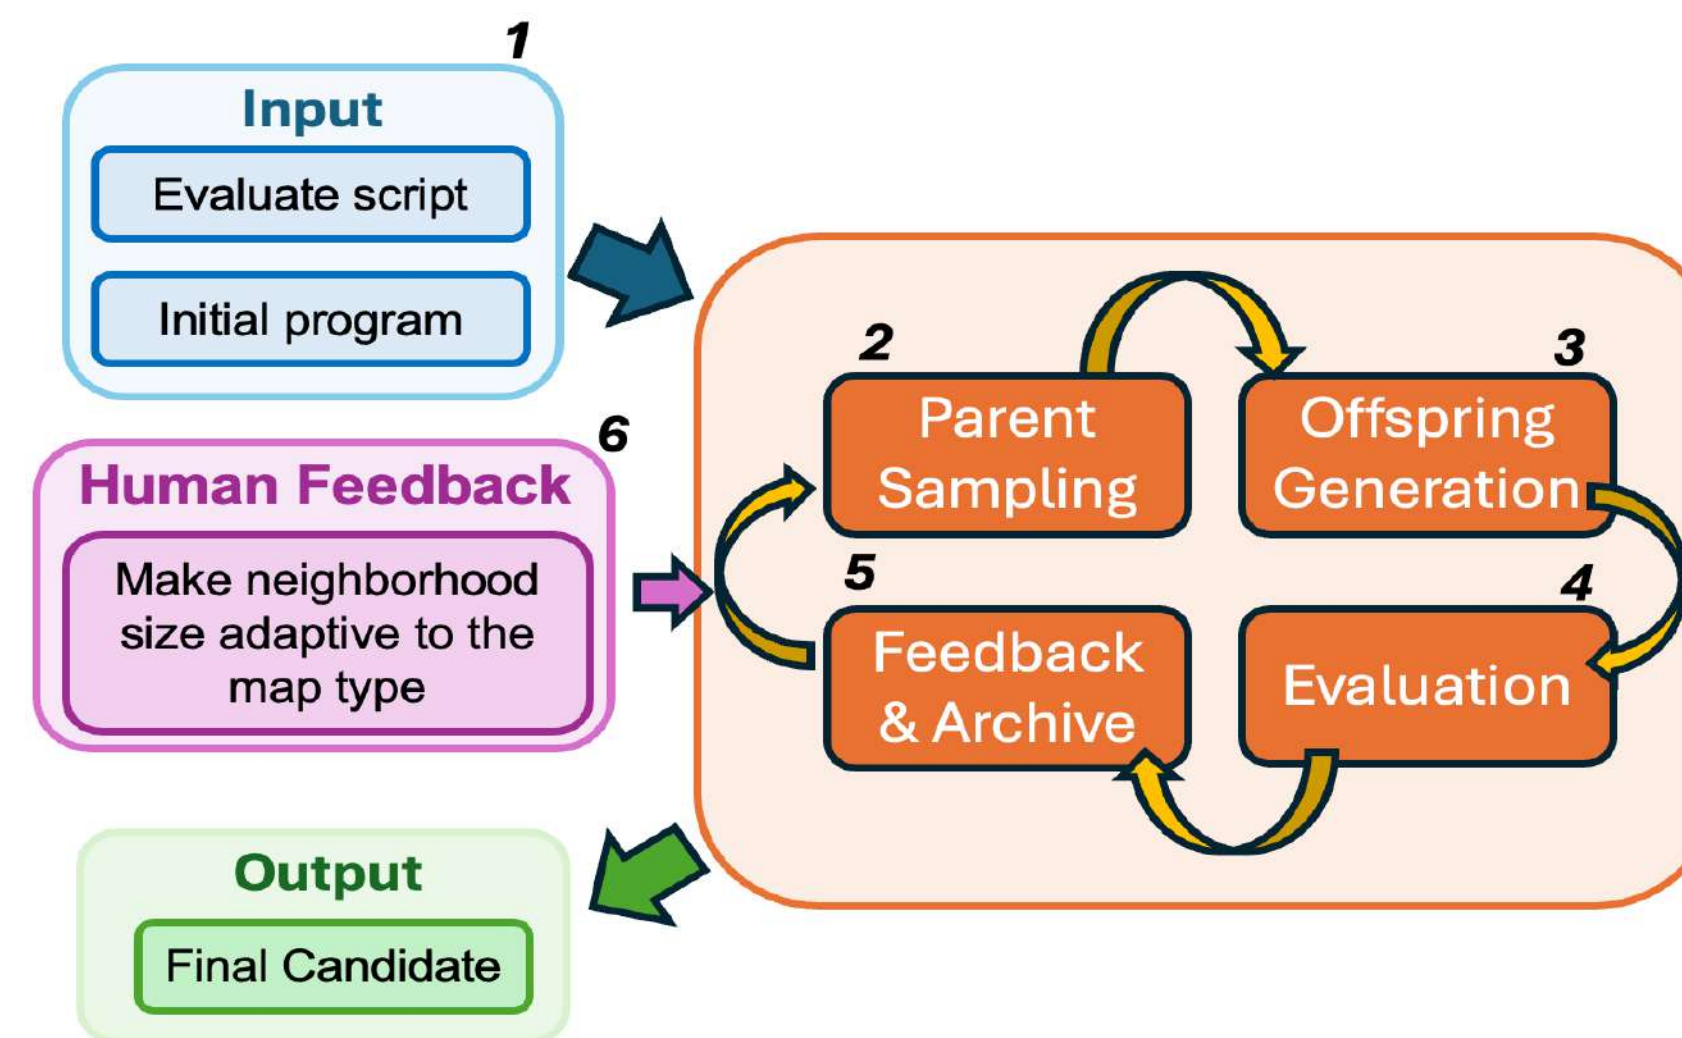 1
Input
Evaluate script
Initial program
6
Human Feedback
Make neighborhood
size adaptive to the
map type
Output
Final Candidate
2
Parent
Sampling
3
Offspring
Generation
4
Evaluation
5
Feedback
& Archive